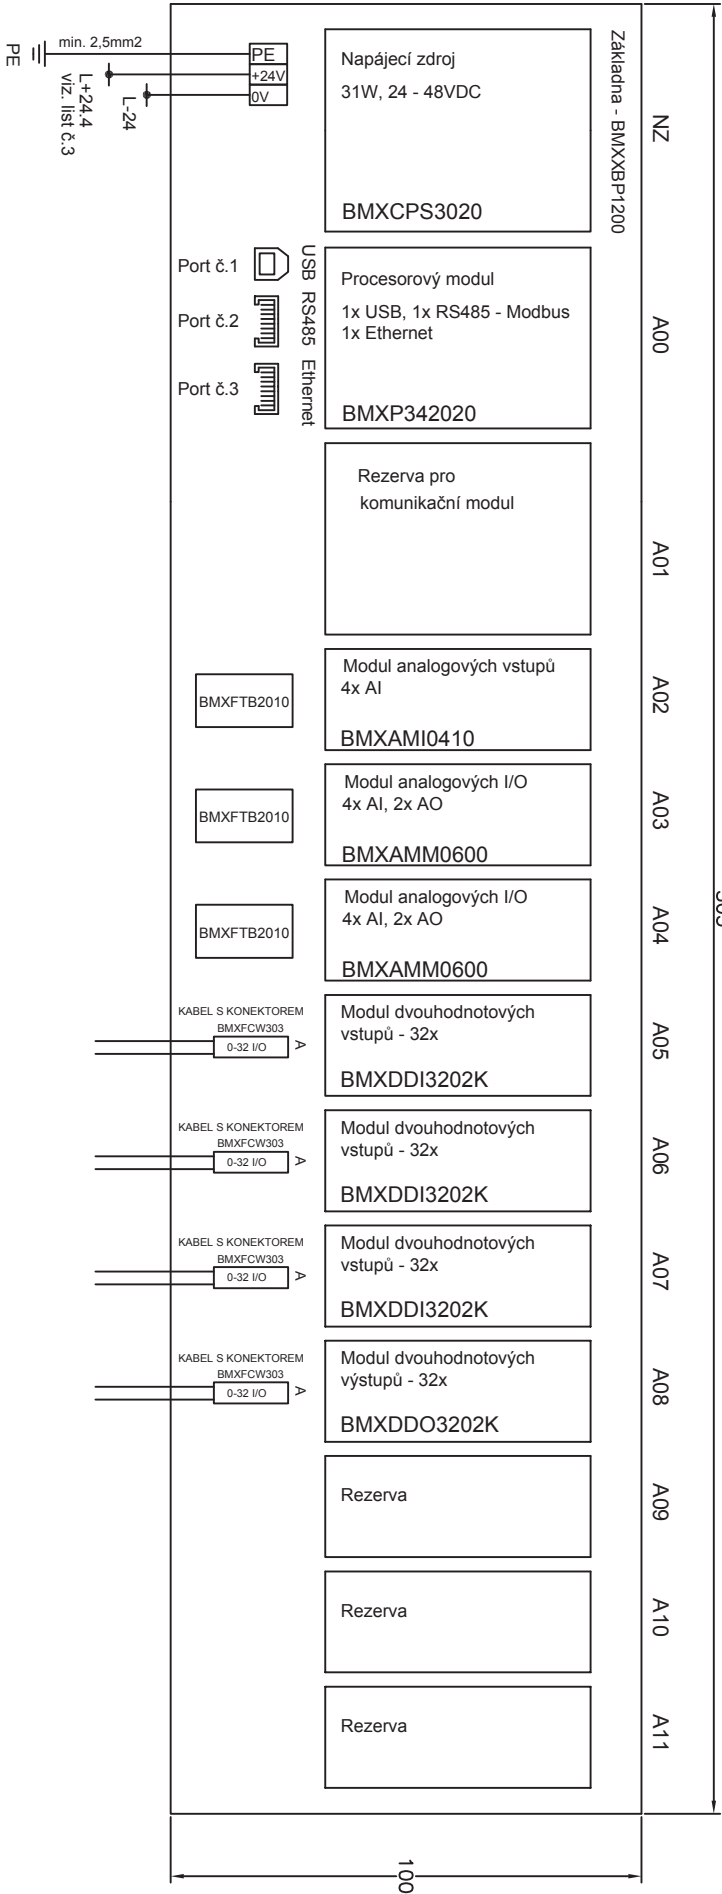 Základna - BMXXBP1200
NZ
Napájecí zdroj
31W, 24 - 48VDC
BMXCPS3020
PE
+24V
0V
min. 2,5mm2
PE
L+24.4
viz. list č.3
L-24
A00
Procesorový modul
1x USB, 1x RS485 - Modbus
1x Ethernet
BMXP342020
USB
RS485
Ethernet
Port č.1
Port č.2
Port č.3
A01
Rezerva pro
komunikační modul
A02
Modul analogových vstupů
4x AI
BMXAMI0410
BMXFTB2010
A03
Modul analogových I/O
4x AI, 2x AO
BMXAMM0600
BMXFTB2010
A04
Modul analogových I/O
4x AI, 2x AO
BMXAMM0600
BMXFTB2010
A05
Modul dvouhodnotových
vstupů - 32x
BMXDDI3202K
KABEL S KONEKTOREM
BMXFCW303
0-32 I/O
A
A06
Modul dvouhodnotových
vstupů - 32x
BMXDDI3202K
KABEL S KONEKTOREM
BMXFCW303
0-32 I/O
A
A07
Modul dvouhodnotových
vstupů - 32x
BMXDDI3202K
KABEL S KONEKTOREM
BMXFCW303
0-32 I/O
A
A08
Modul dvouhodnotových
výstupů - 32x
BMXDDO3202K
KABEL S KONEKTOREM
BMXFCW303
0-32 I/O
A
A09
Rezerva
A10
Rezerva
A11
Rezerva
100